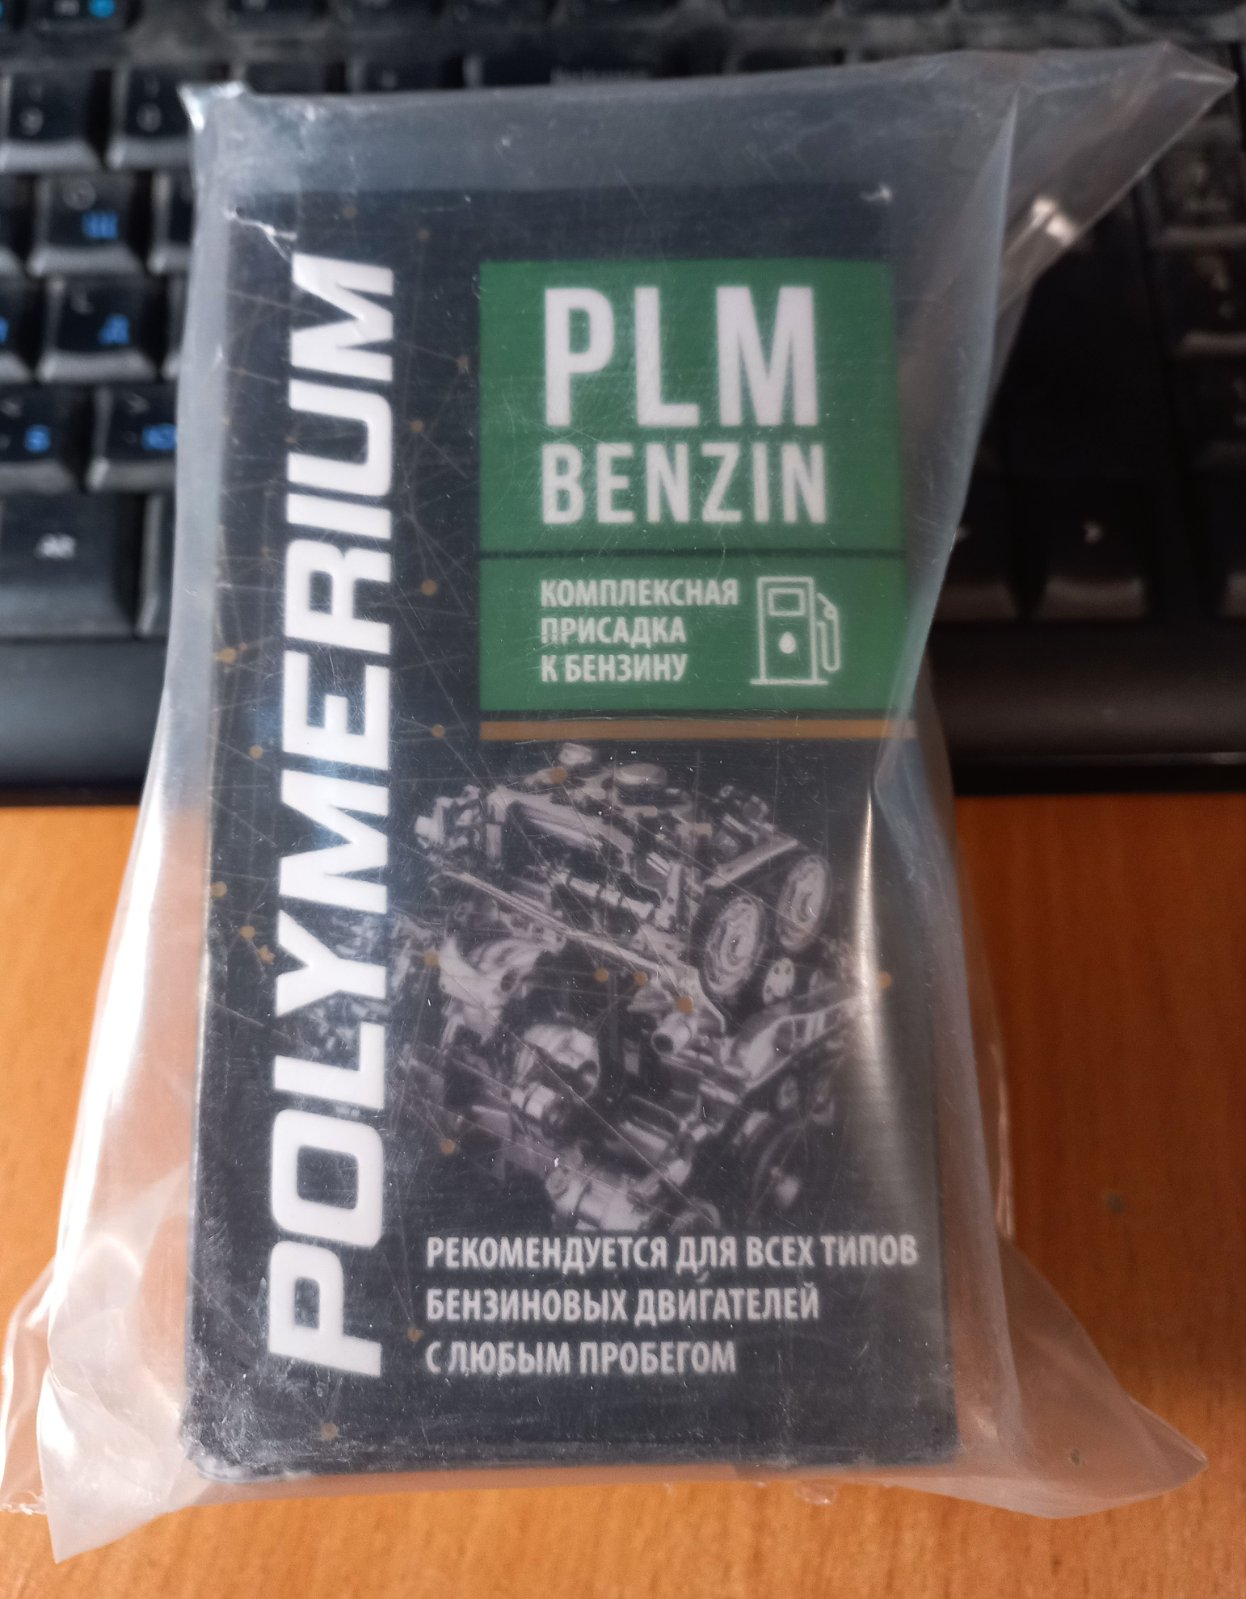 POLYMERIUM
PLM
BENZIN
КОМПЛЕКСНАЯ
ПРИСАДКА
К БЕНЗИНУ
РЕКОМЕНДУЕТСЯ ДЛЯ ВСЕХ ТИПОВ
БЕНЗИНОВЫХ ДВИГАТЕЛЕЙ
С ЛЮБЫМ ПРОБЕГОМ